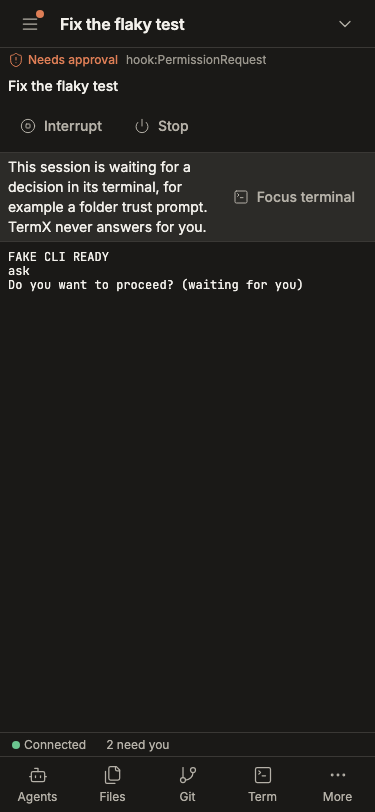 Fix the flaky test
Needs approval hook:PermissionRequest
Fix the flaky test
Interrupt Stop
This session is waiting for a
decision in its terminal, for
example a folder trust prompt.
TermX never answers for you.
Focus terminal
FAKE CLI READY
ask
Do you want to proceed? (waiting for you)
Connected 2 need you
Agents Files Git Term More